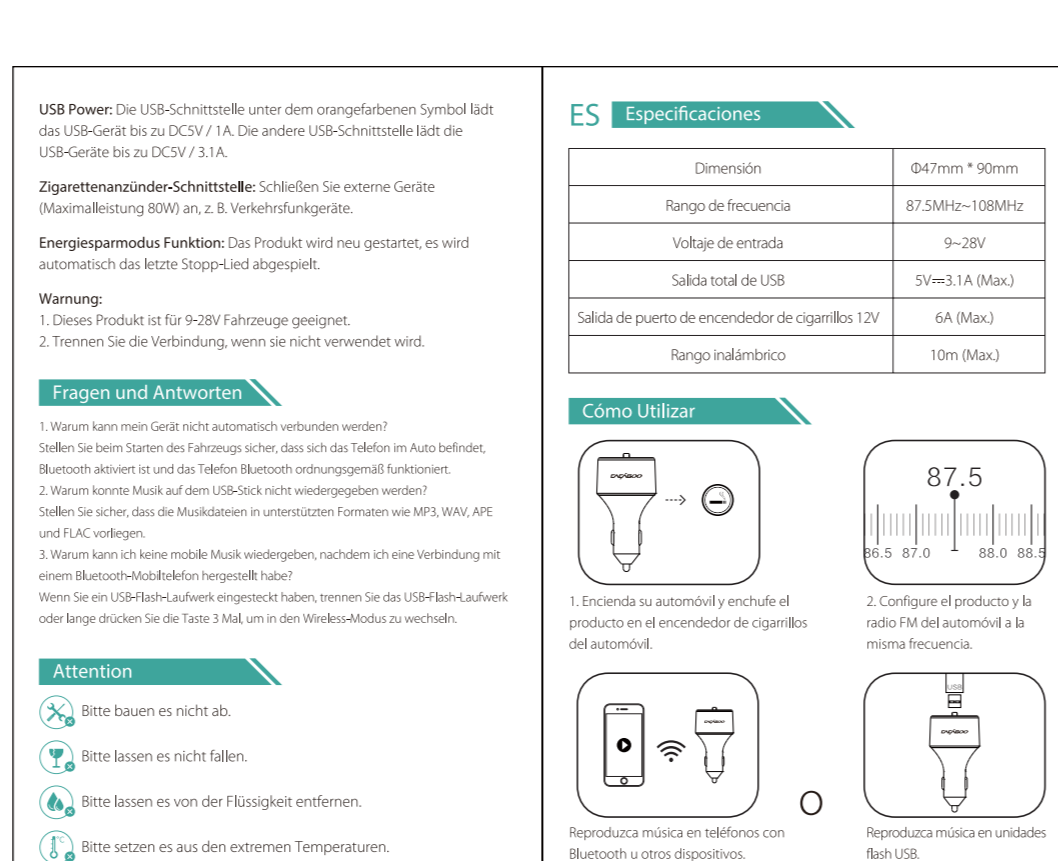 USB Power: Die USB-Schnittstelle unter dem orangefarbenen Symbol lädt
das USB-Gerät bis zu DC5V / 1A. Die andere USB-Schnittstelle lädt die
USB-Geräte bis zu DC5V / 3.1A.
Zigarettenanzünder-Schnittstelle: Schließen Sie externe Geräte
(Maximalleistung 80W) an, z. B. Verkehrsfunkgeräte.
Energiesparmodus Funktion: Das Produkt wird neu gestartet, es wird
automatisch das letzte Stopp-Lied abgespielt.
Warnung:
1. Dieses Produkt ist für 9-28V Fahrzeuge geeignet.
2. Trennen Sie die Verbindung, wenn sie nicht verwendet wird.
Fragen und Antworten
1. Warum kann mein Gerät nicht automatisch verbunden werden?
Stellen Sie beim Starten des Fahrzeugs sicher, dass sich das Telefon im Auto befindet,
Bluetooth aktiviert ist und das Telefon Bluetooth ordnungsgemäß funktioniert.
2. Warum konnte Musik auf dem USB-Stick nicht wiedergegeben werden?
Stellen Sie sicher, dass die Musikdateien in unterstützten Formaten wie MP3, WAV, APE
und FLAC vorliegen.
3. Warum kann ich keine mobile Musik wiedergeben, nachdem ich eine Verbindung mit
einem Bluetooth-Mobiltelefon hergestellt habe?
Wenn Sie ein USB-Flash-Laufwerk eingesteckt haben, trennen Sie das USB-Flash-Laufwerk
oder lange drücken Sie die Taste 3 Mal, um in den Wireless-Modus zu wechseln.
Attention
Bitte bauen es nicht ab.
Bitte lassen es nicht fallen.
Bitte lassen es von der Flüssigkeit entfernen.
°C
Bitte setzen es aus den extremen Temperaturen.
ES Especificaciones
Dimensión Φ47mm * 90mm
Rango de frecuencia 87.5MHz~108MHz
Voltaje de entrada 9~28V
Salida total de USB 5V⎓3.1A (Max.)
Salida de puerto de encendedor de cigarrillos 12V 6A (Max.)
Rango inalámbrico 10m (Max.)
Cómo Utilizar
87.5
86.5 87.0 88.0 88.5
1. Encienda su automóvil y enchufe el
producto en el encendedor de cigarrillos
del automóvil.
2. Configure el producto y la
radio FM del automóvil a la
misma frecuencia.
USB
O
Reproduzca música en teléfonos con
Bluetooth u otros dispositivos.
Reproduzca música en unidades
flash USB.